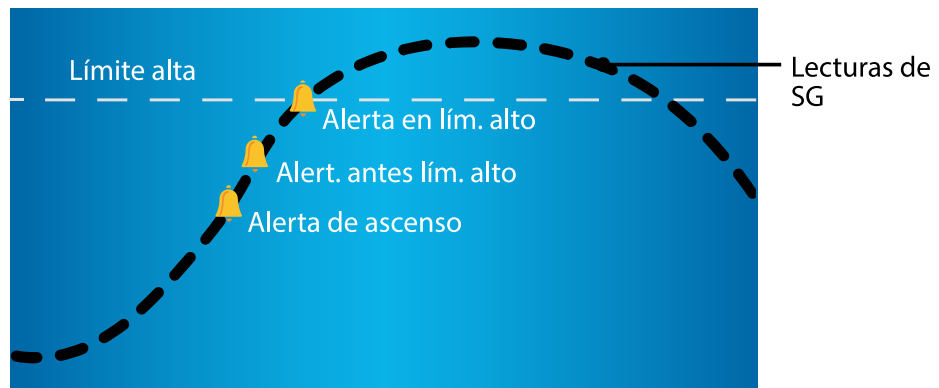 Límite alta
Lecturas de
SG
Alerta en lím. alto
Alert. antes lím. alto
Alerta de ascenso